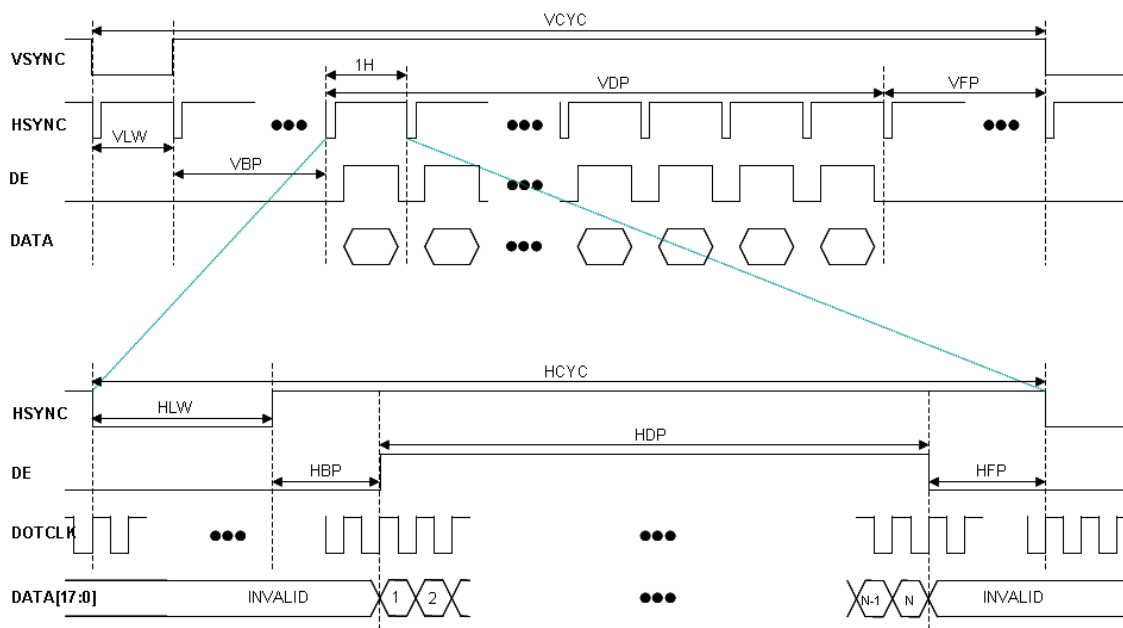 VCYC
VSYNC
1H
VDP
VFP
HSYNC
VLW
VBP
DE
DATA
HCYC
HSYNC
HLW
HDP
DE
HBP
HFP
DOTCLK
DATA[17:0]
INVALID
1
2
N-1
N
INVALID